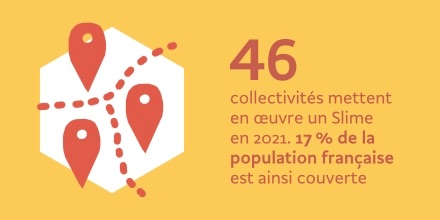 46
collectivités mettent
en œuvre un Slime
en 2021. 17 % de la
population française
est ainsi couverte